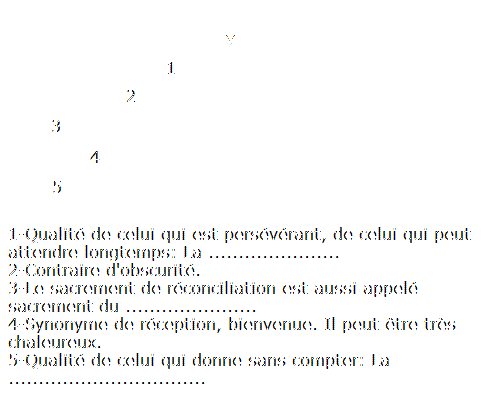 v
1
2
3
4
5
1-Qualité de celui qui est persévérant, de celui qui peut
attendre longtemps: La ......................
2-Contraire d'obscurité.
3-Le sacrement de réconciliation est aussi appelé
sacrement du ......................
4-Synonyme de réception, bienvenue. Il peut être très
chaleureux.
5-Qualité de celui qui donne sans compter: La
.................................